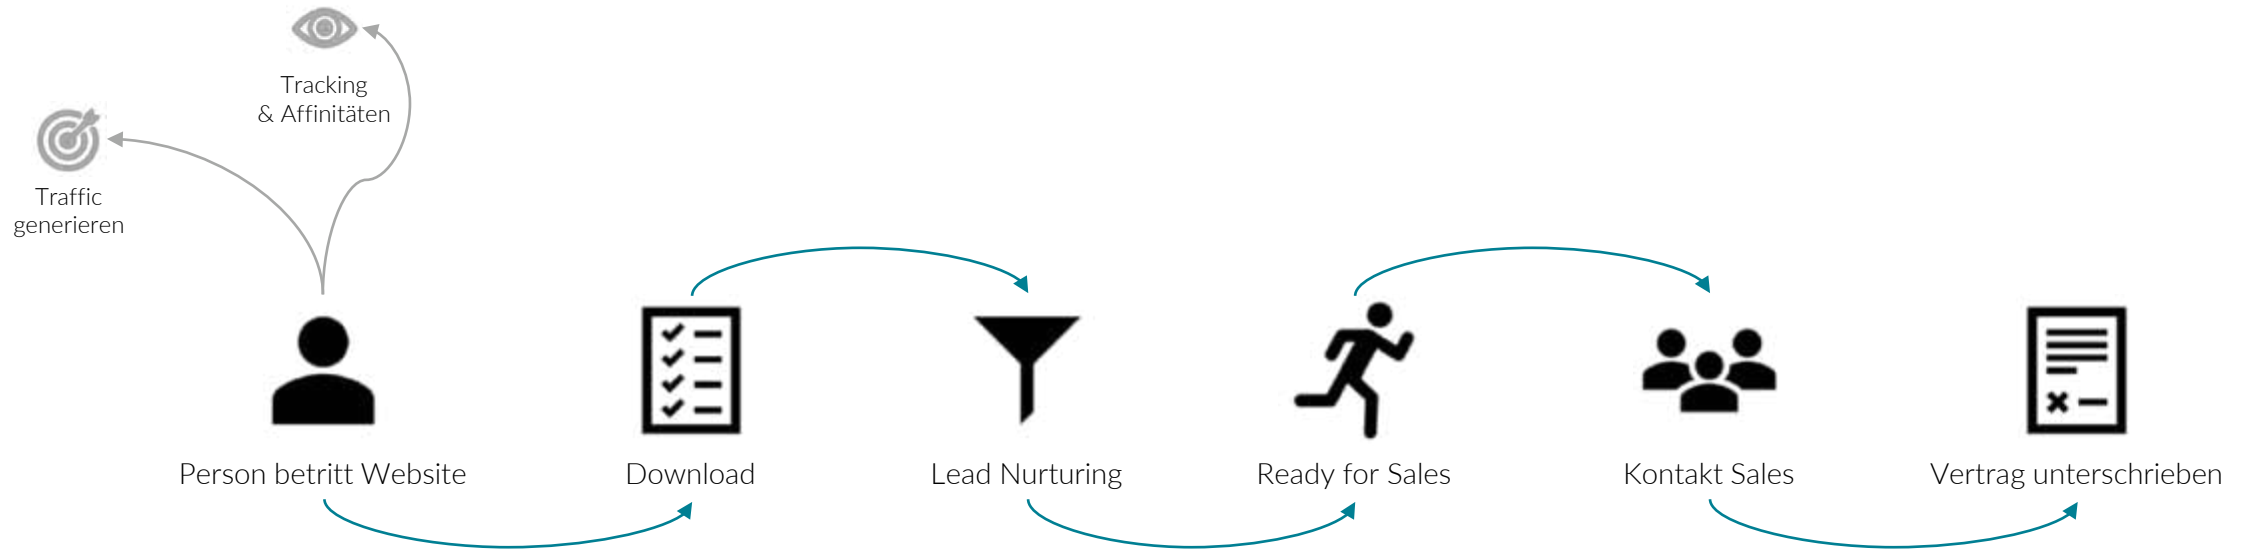 Tracking
& Affinitäten
Traffic
generieren
Person betritt Website
Download
Lead Nurturing
Ready for Sales
Kontakt Sales
Vertrag unterschrieben